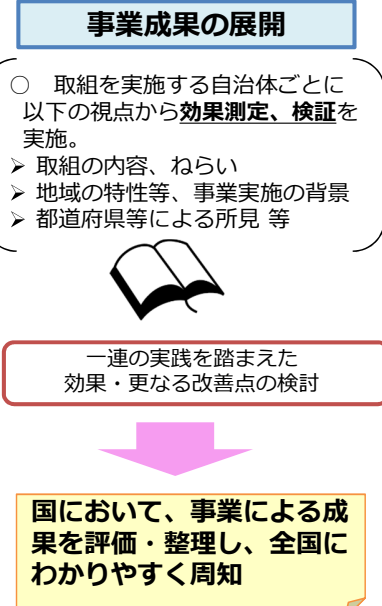 事業成果の展開
○　取組を実施する自治体ごとに
以下の視点から効果測定、検証を
実施。
➢ 取組の内容、ねらい
➢ 地域の特性等、事業実施の背景
➢ 都道府県等による所見 等
一連の実践を踏まえた
効果・更なる改善点の検討
国において、事業による成
果を評価・整理し、全国に
わかりやすく周知